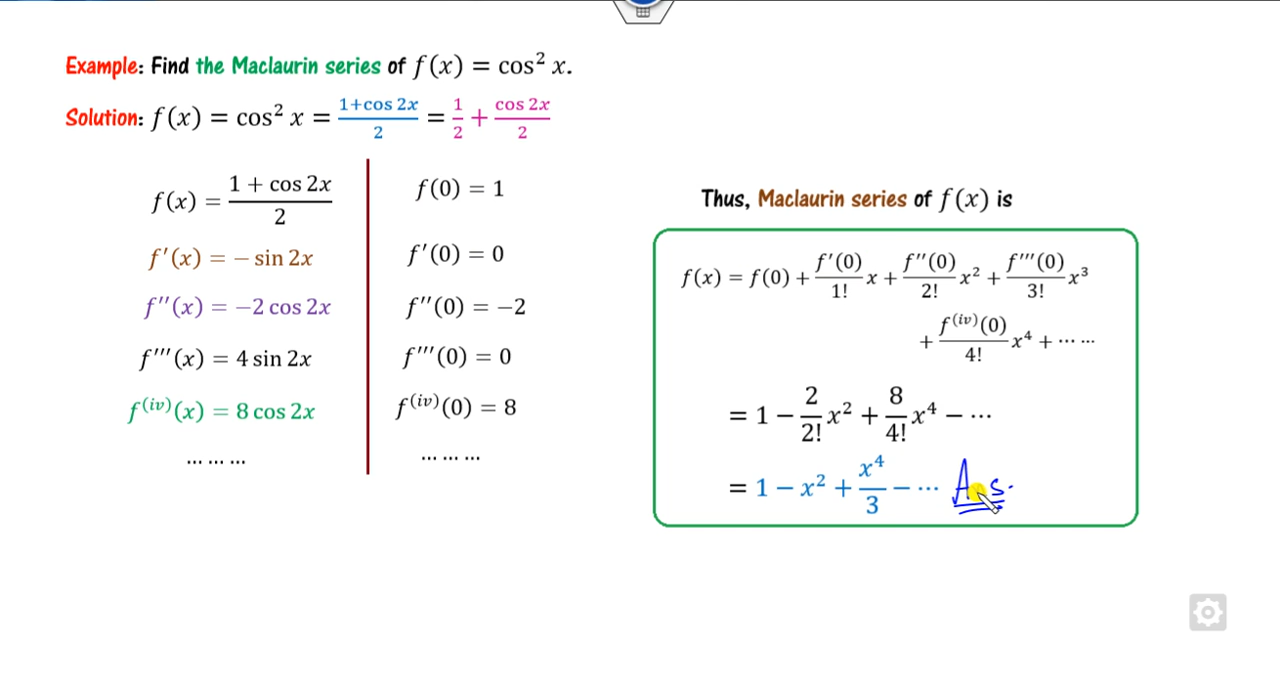 Example: Find the Maclaurin series of f(x) = cos² x.
Solution: f(x) = cos² x = (1+cos 2x)/2 = 1/2 + (cos 2x)/2
f(x) = (1 + cos 2x)/2
f'(x) = − sin 2x
f''(x) = −2 cos 2x
f'''(x) = 4 sin 2x
f⁽ⁱᵛ⁾(x) = 8 cos 2x
... ... ...
f(0) = 1
f'(0) = 0
f''(0) = −2
f'''(0) = 0
f⁽ⁱᵛ⁾(0) = 8
... ... ...
Thus, Maclaurin series of f(x) is
f(x) = f(0) + f'(0)/1! x + f''(0)/2! x² + f'''(0)/3! x³
+ f⁽ⁱᵛ⁾(0)/4! x⁴ + ⋯ ⋯
= 1 − 2/2! x² + 8/4! x⁴ − ⋯
= 1 − x² + x⁴/3 − ⋯ Ans.